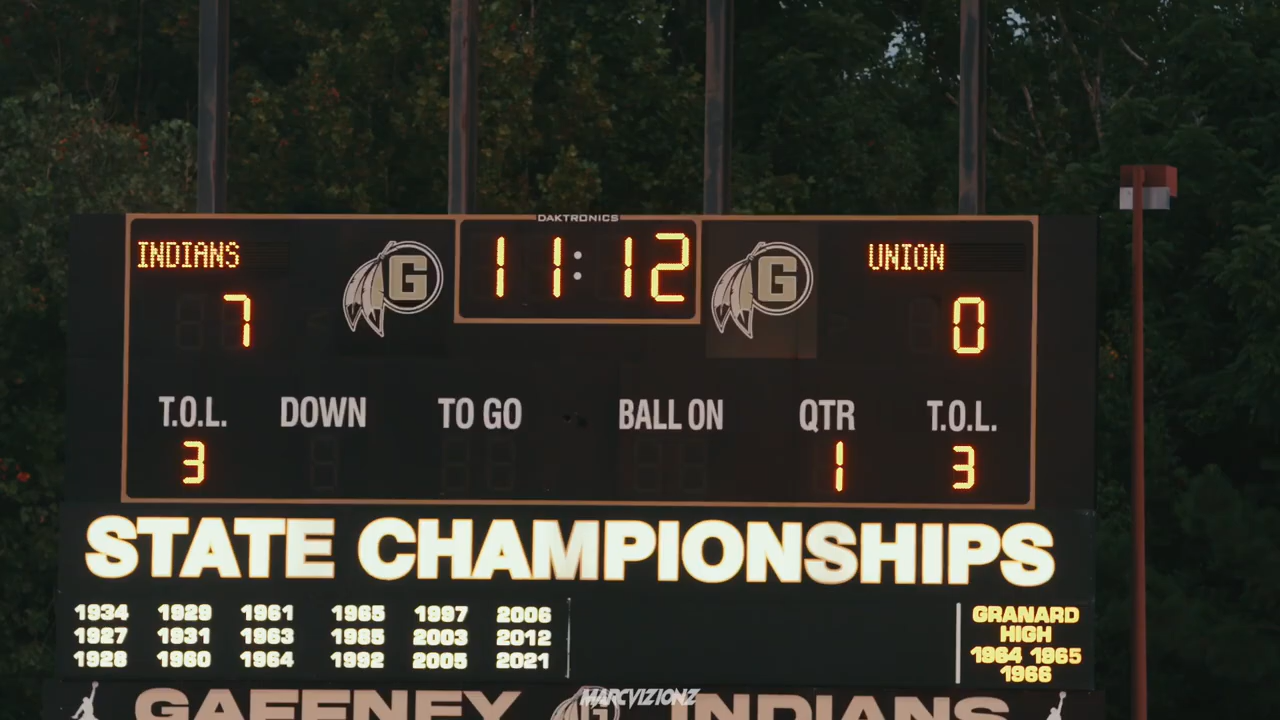 DAKTRONICS
INDIANS
G
11:12
G
UNION
7
0
T.O.L. DOWN TO GO BALL ON QTR T.O.L.
3 1 3
STATE CHAMPIONSHIPS
1934 1929 1961 1965 1997 2006
1927 1931 1963 1985 2003 2012
1928 1960 1964 1992 2005 2021
GRANARD
HIGH
1964 1965
1966
GAFFNEY G INDIANS
MARCVIZIONZ